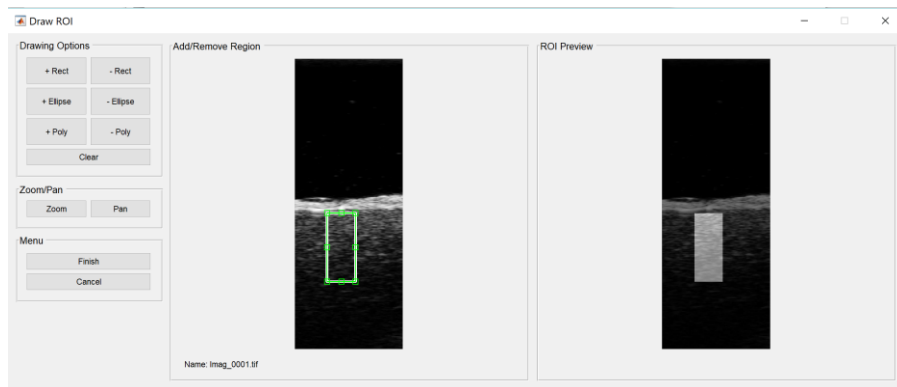 Draw ROI
Drawing Options
+ Rect - Rect
+ Ellipse - Ellipse
+ Poly - Poly
Clear
Zoom/Pan
Zoom Pan
Menu
Finish
Cancel
Add/Remove Region
Name: Imag_0001.tif
ROI Preview